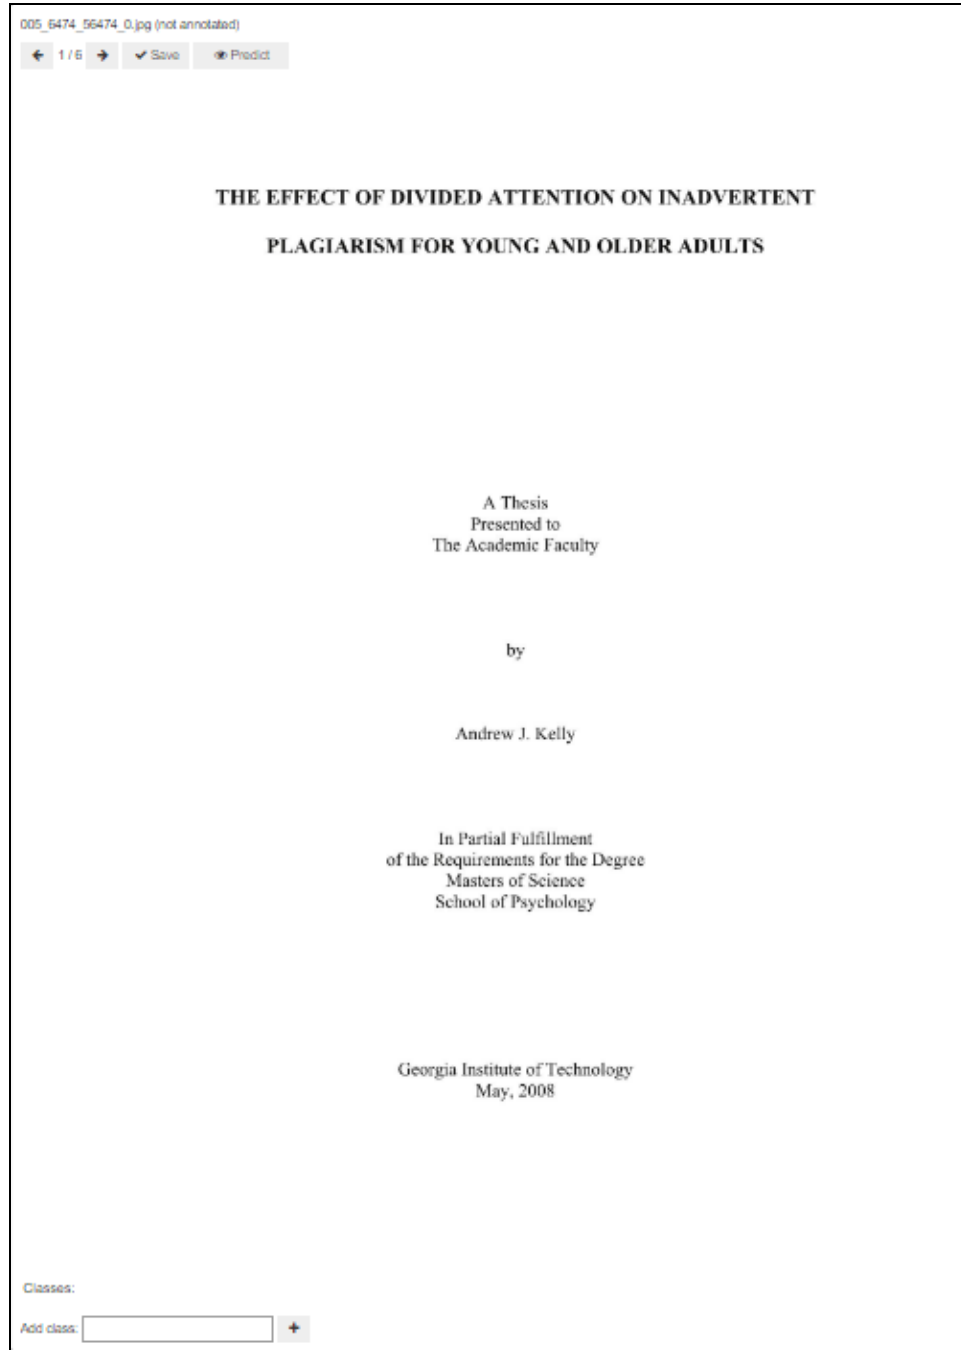 005_6474_56474_0.jpg (not annotated)
1 / 6 Save Predict
THE EFFECT OF DIVIDED ATTENTION ON INADVERTENT
PLAGIARISM FOR YOUNG AND OLDER ADULTS
A Thesis
Presented to
The Academic Faculty
by
Andrew J. Kelly
In Partial Fulfillment
of the Requirements for the Degree
Masters of Science
School of Psychology
Georgia Institute of Technology
May, 2008
Classes:
Add class: